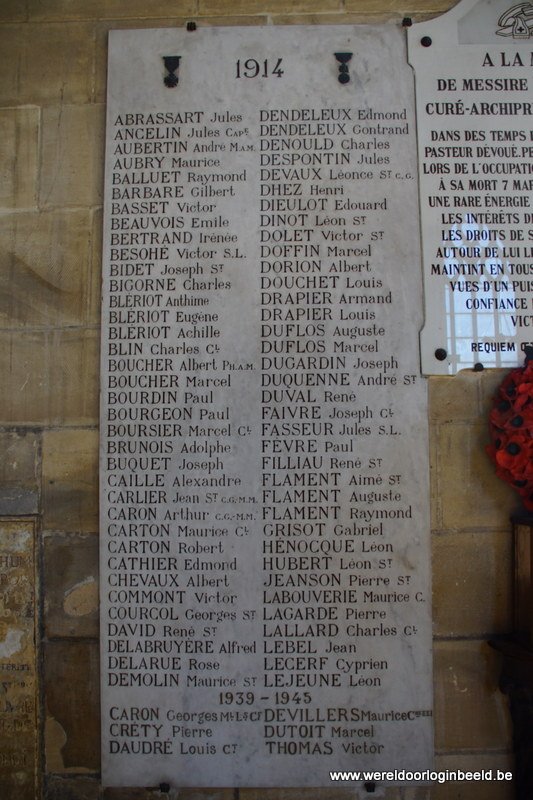 1914
ABRASSART Jules
ANCELIN Jules CAPE
AUBERTIN André M.A.M.
AUBRY Maurice
BALLUET Raymond
BARBARE Gilbert
BASSET Victor
BEAUVOIS Emile
BERTRAND Irénée
BESOHÉ Victor S.L.
BIDET Joseph ST
BIGORNE Charles
BLÉRIOT Anthime
BLÉRIOT Eugène
BLÉRIOT Achille
BLIN Charles CL
BOUCHER Albert PH.A.M.
BOUCHER Marcel
BOURDIN Paul
BOURGEON Paul
BOURSIER Marcel CL
BRUNOIS Adolphe
BUQUET Joseph
CAILLE Alexandre
CARLIER Jean ST C.G.M.M.
CARON Arthur C.G.-M.M.
CARTON Maurice CL
CARTON Robert
CATHIER Edmond
CHEVAUX Albert
COMMONT Victor
COURCOL Georges ST
DAVID René ST
DELABRUYÈRE Alfred
DELARUE Rose
DEMOLIN Maurice ST
DENDELEUX Edmond
DENDELEUX Gontrand
DENOULD Charles
DESPONTIN Jules
DEVAUX Léonce ST C.G.
DHEZ Henri
DIEULOT Edouard
DINOT Léon ST
DOLET Victor ST
DOFFIN Marcel
DORION Albert
DOUCHET Louis
DRAPIER Armand
DRAPIER Louis
DUFLOS Auguste
DUFLOS Marcel
DUGARDIN Joseph
DUQUENNE André ST
DUVAL René
FAIVRE Joseph CL
FASSEUR Jules S.L.
FÈVRE Paul
FILLIAU René ST
FLAMENT Aimé ST
FLAMENT Auguste
FLAMENT Raymond
GRISOT Gabriel
HÉNOCQUE Léon
HUBERT Léon ST
JEANSON Pierre ST
LABOUVERIE Maurice C.
LAGARDE Pierre
LALLARD Charles CL
LEBEL Jean
LECERF Cyprien
LEJEUNE Léon
1939-1945
CARON Georges
CRÉTY Pierre
DAUDRÉ Louis CT
DEVILLERS Maurice
DUTOIT Marcel
THOMAS Victor
A LA
DE MESSIRE
CURÉ-ARCHIPR
DANS DES TEMPS
PASTEUR DÉVOUÉ.
LORS DE L'OCCUPATIO
À SA MORT 7 MAR
UNE RARE ÉNERGIE
LES INTÉRÊTS D
LES DROITS DE S
AUTOUR DE LUI L
MAINTINT EN TOUS
VUES D'UN PUIS
CONFIANCE
VICT
REQUIEM
www.wereldoorloginbeeld.be